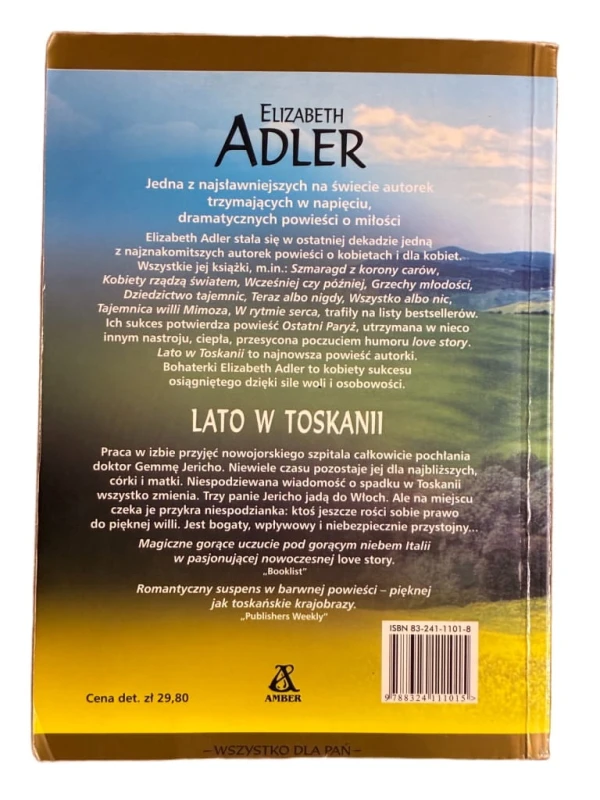 ELIZABETH
ADLER
Jedna z najsławniejszych na świecie autorek
trzymających w napięciu,
dramatycznych powieści o miłości
Elizabeth Adler stała się w ostatniej dekadzie jedną
z najznakomitszych autorek powieści o kobietach i dla kobiet.
Wszystkie jej książki, m.in.: Szmaragd z korony carów,
Kobiety rządzą światem, Wcześniej czy później, Grzechy młodości,
Dziedzictwo tajemnic, Teraz albo nigdy, Wszystko albo nic,
Tajemnica willi Mimoza, W rytmie serca, trafiły na listy bestsellerów.
Ich sukces potwierdza powieść Ostatni Paryż, utrzymana w nieco
innym nastroju, ciepła, przesycona poczuciem humoru love story.
Lato w Toskanii to najnowsza powieść autorki.
Bohaterki Elizabeth Adler to kobiety sukcesu
osiągniętego dzięki sile woli i osobowości.
LATO W TOSKANII
Praca w izbie przyjęć nowojorskiego szpitala całkowicie pochłania
doktor Gemmę Jericho. Niewiele czasu pozostaje jej dla najbliższych,
córki i matki. Niespodziewana wiadomość o spadku w Toskanii
wszystko zmienia. Trzy panie Jericho jadą do Włoch. Ale na miejscu
czeka je przykra niespodzianka: ktoś jeszcze rości sobie prawo
do pięknej willi. Jest bogaty, wpływowy i niebezpiecznie przystojny...
Magiczne gorące uczucie pod gorącym niebem Italii
w pasjonującej nowoczesnej love story.
„Booklist”
Romantyczny suspens w barwnej powieści – pięknej
jak toskańskie krajobrazy.
„Publishers Weekly”
ISBN 83-241-1101-8
9 788324 111015 >
Cena det. zł 29,80
AMBER
– WSZYSTKO DLA PAŃ –